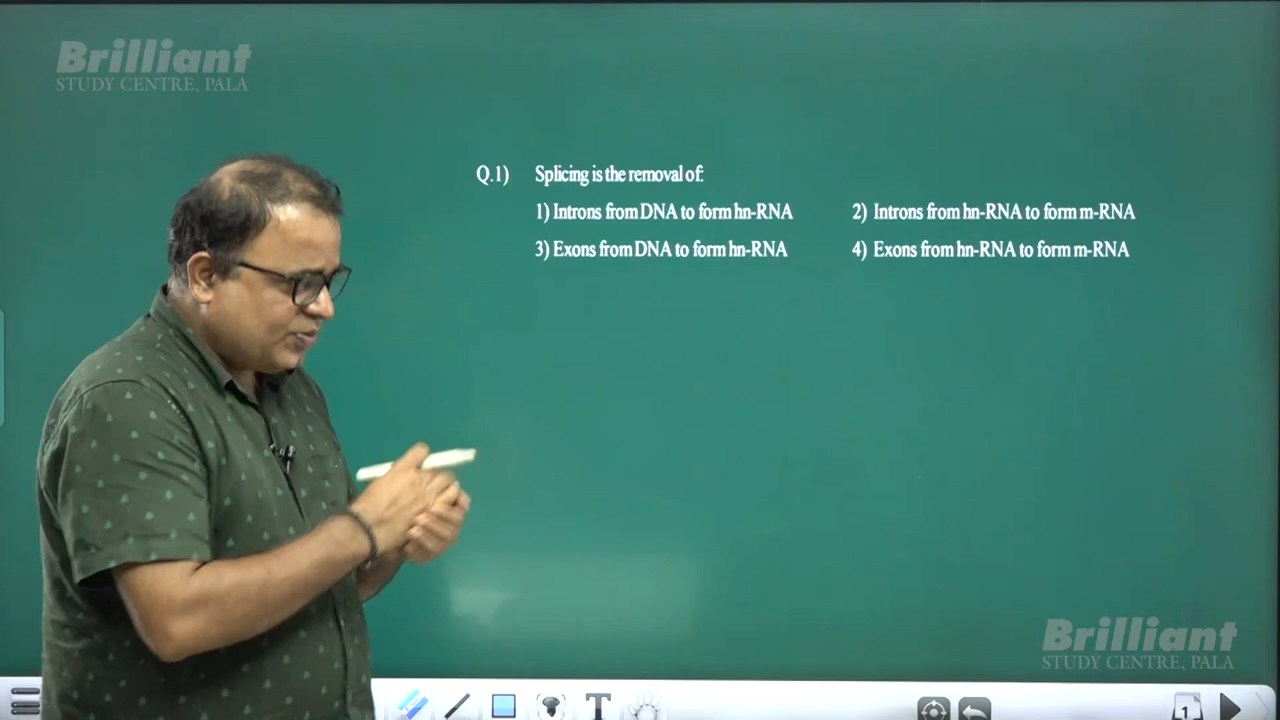 Brilliant
STUDY CENTRE, PALA
Q.1) Splicing is the removal of:
1) Introns from DNA to form hn-RNA 2) Introns from hn-RNA to form m-RNA
3) Exons from DNA to form hn-RNA 4) Exons from hn-RNA to form m-RNA
Brilliant
STUDY CENTRE, PALA
T 1